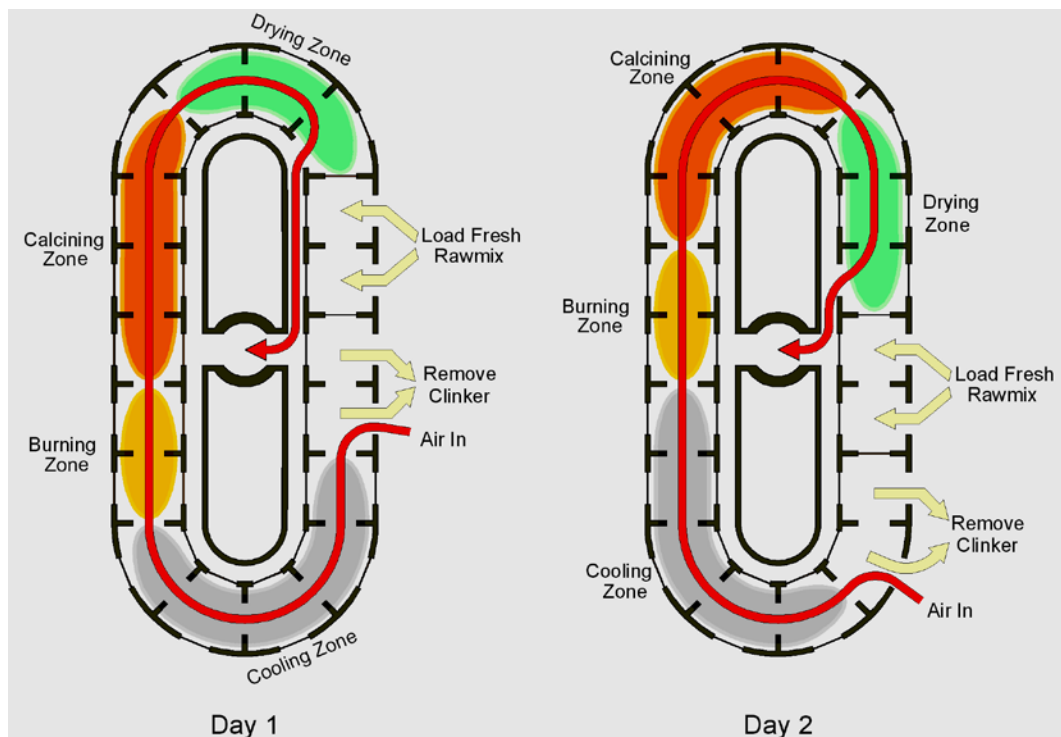 Drying Zone
Calcining
Zone
Load Fresh
Rawmix
Remove
Clinker
Air In
Burning
Zone
Cooling Zone
Day 1
Calcining
Zone
Drying
Zone
Burning
Zone
Load Fresh
Rawmix
Remove
Clinker
Cooling
Zone
Air In
Day 2